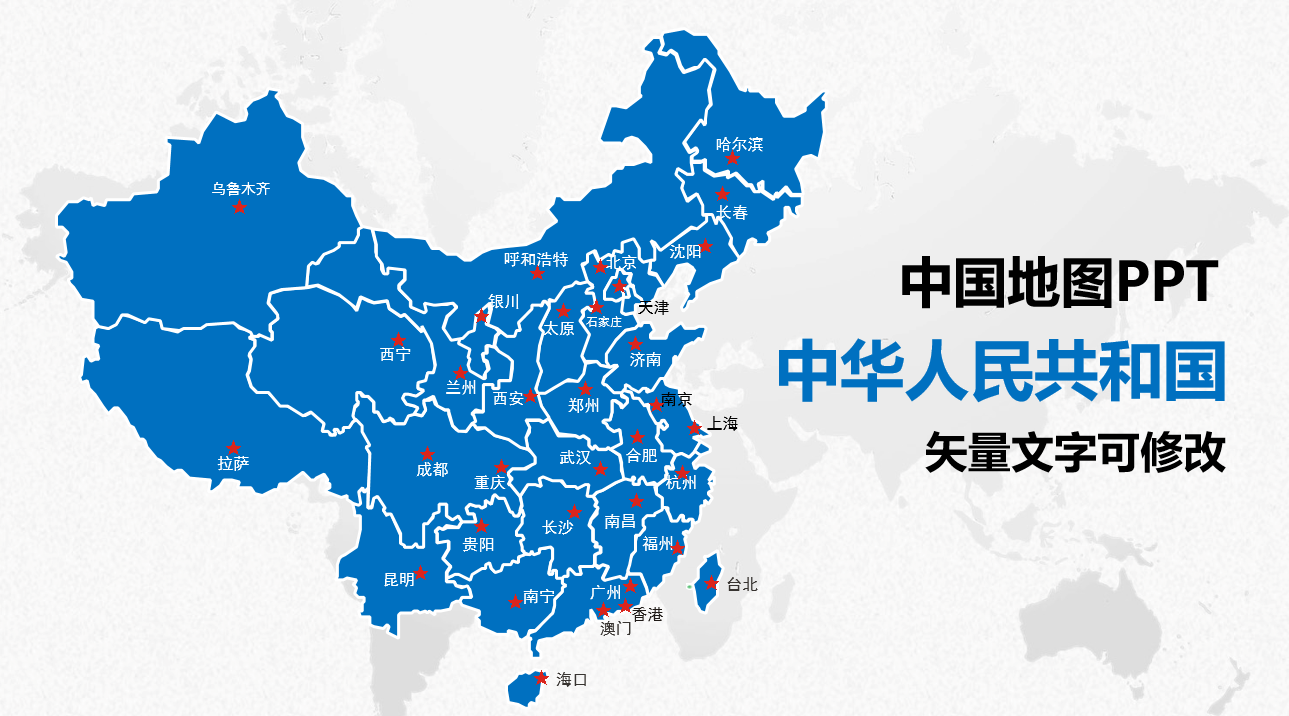 哈尔滨
乌鲁木齐
长春
沈阳
呼和浩特
北京
银川
天津
太原
石家庄
西宁
济南
兰州
西安
郑州
南京
上海
拉萨
成都
武汉
合肥
重庆
杭州
长沙
南昌
贵阳
福州
昆明
南宁
广州
台北
香港
澳门
海口
中国地图PPT
中华人民共和国
矢量文字可修改